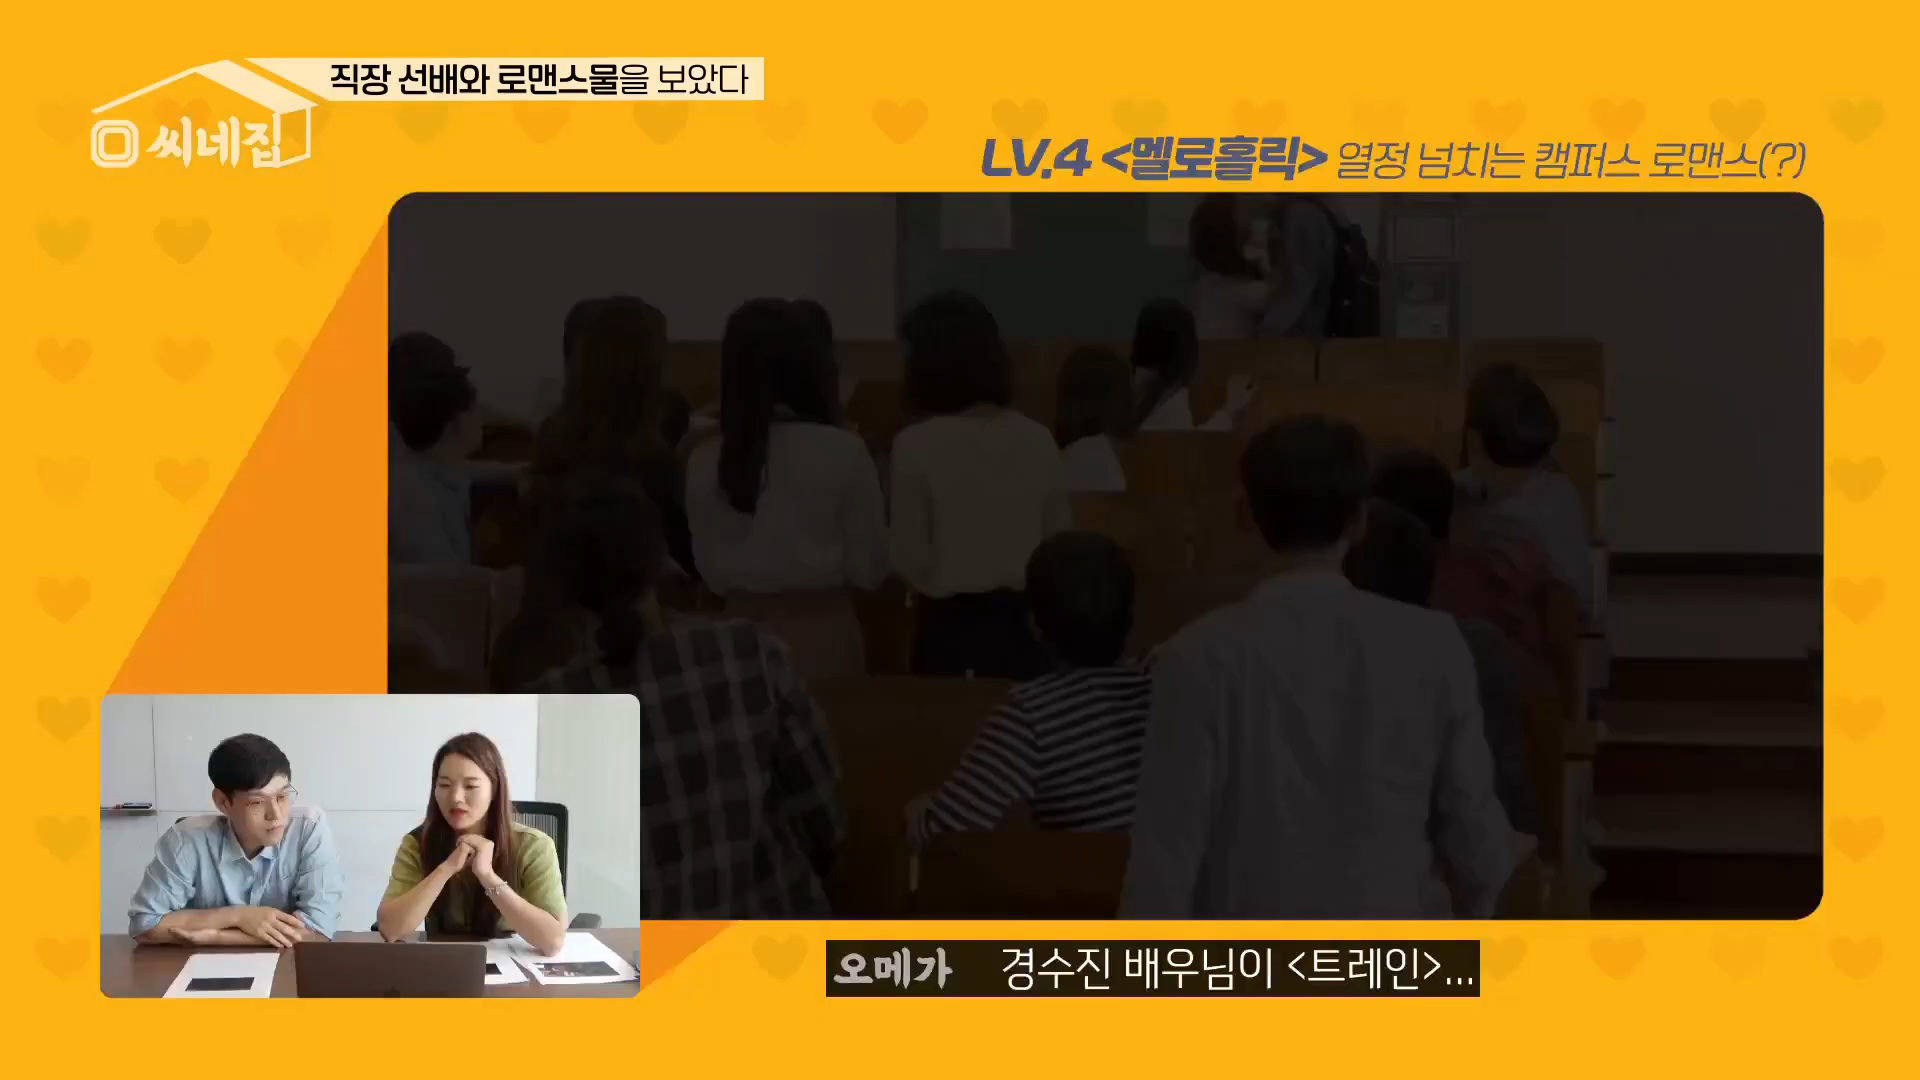 직장 선배와 로맨스물을 보았다
씨네집
LV.4 <멜로홀릭> 열정 넘치는 캠퍼스 로맨스(?)
오메가 경수진 배우님이 <트레인>...